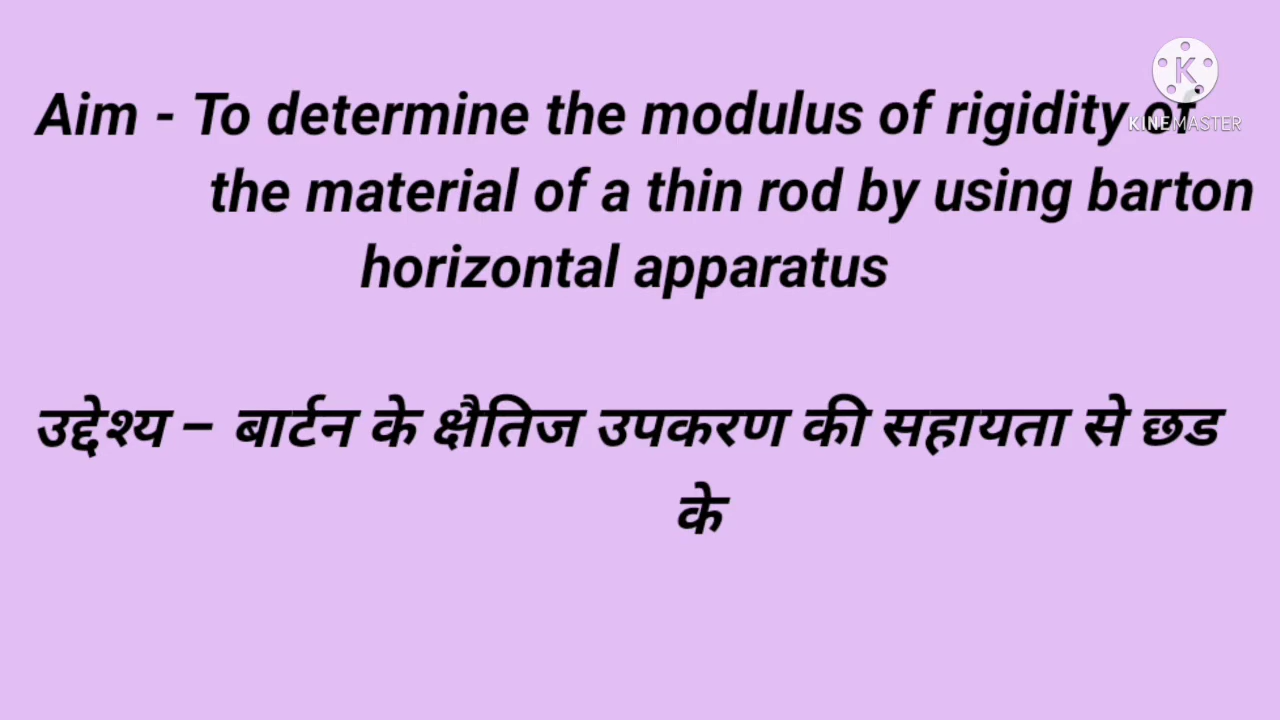 Aim - To determine the modulus of rigidity of
the material of a thin rod by using barton
horizontal apparatus
उद्देश्य – बार्टन के क्षैतिज उपकरण की सहायता से छड
के
K
KINEMASTER